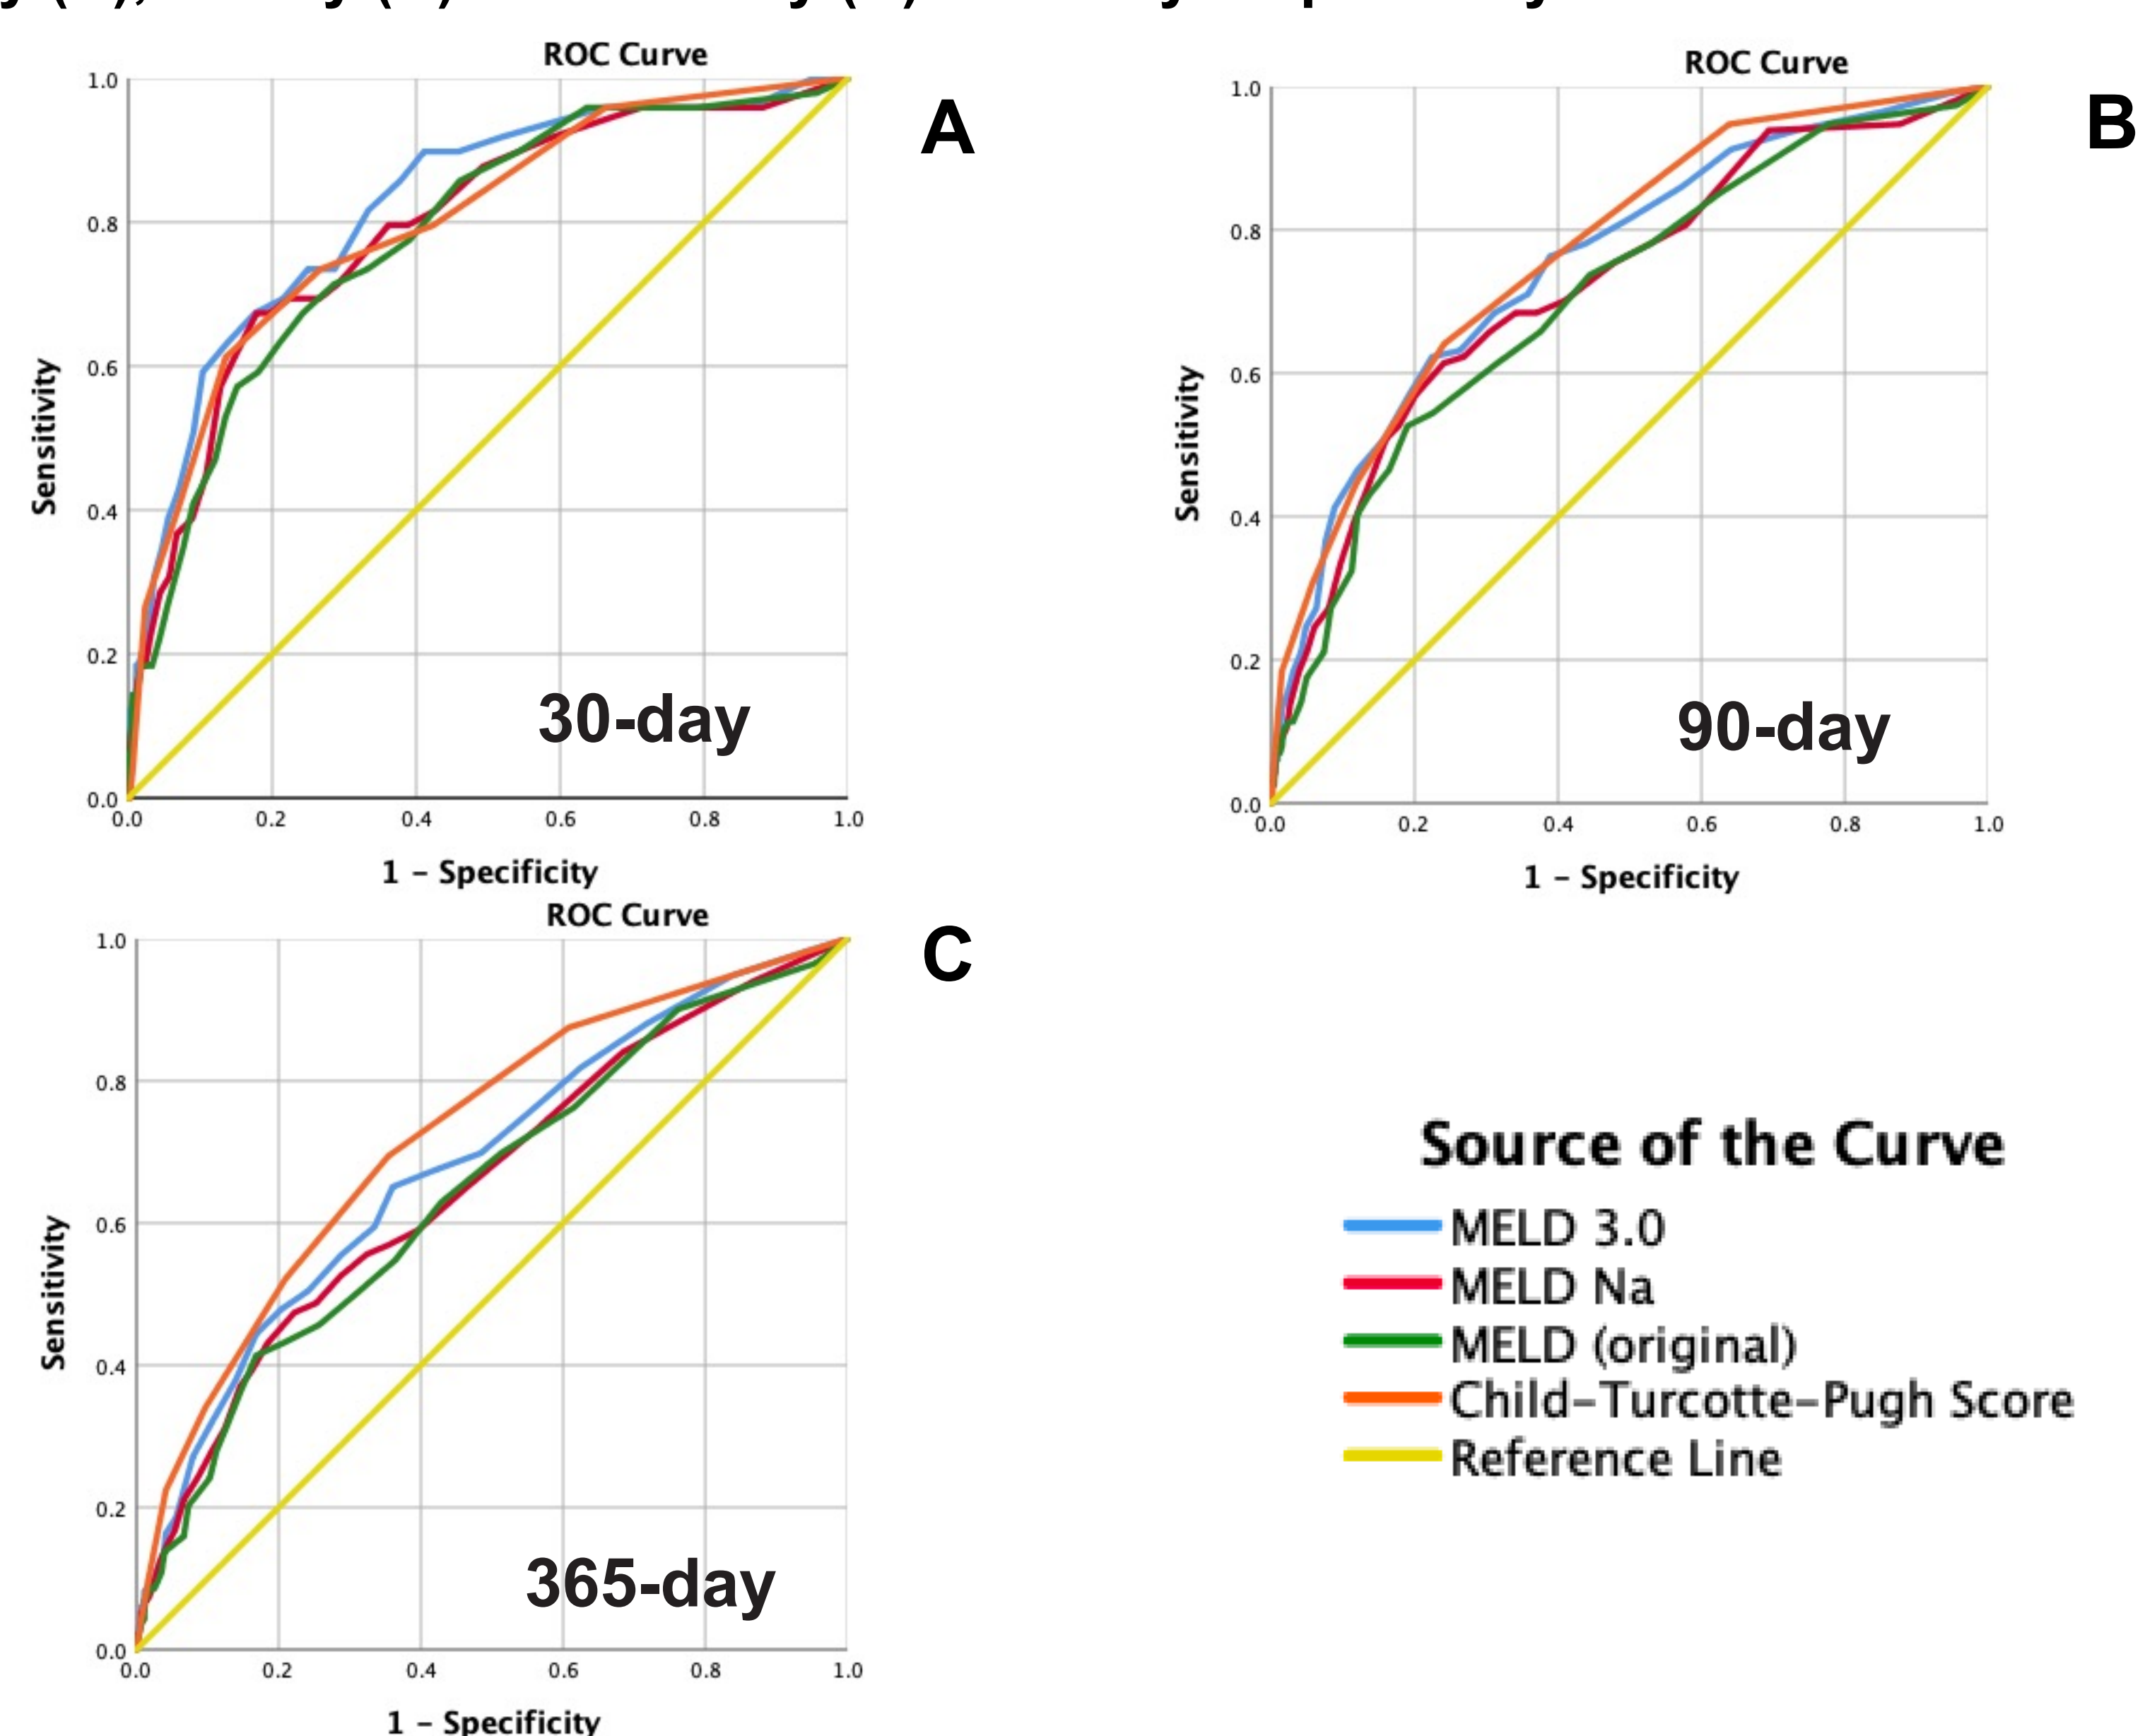 ROC Curve
A
1.0
0.8
0.6
0.4
0.2
0.0
Sensitivity
30-day
0.0 0.2 0.4 0.6 0.8 1.0
1 – Specificity
ROC Curve
B
1.0
0.8
0.6
0.4
0.2
0.0
Sensitivity
90-day
0.0 0.2 0.4 0.6 0.8 1.0
1 – Specificity
ROC Curve
C
1.0
0.8
0.6
0.4
0.2
0.0
Sensitivity
365-day
0.0 0.2 0.4 0.6 0.8 1.0
1 – Specificity
Source of the Curve
MELD 3.0
MELD Na
MELD (original)
Child–Turcotte–Pugh Score
Reference Line